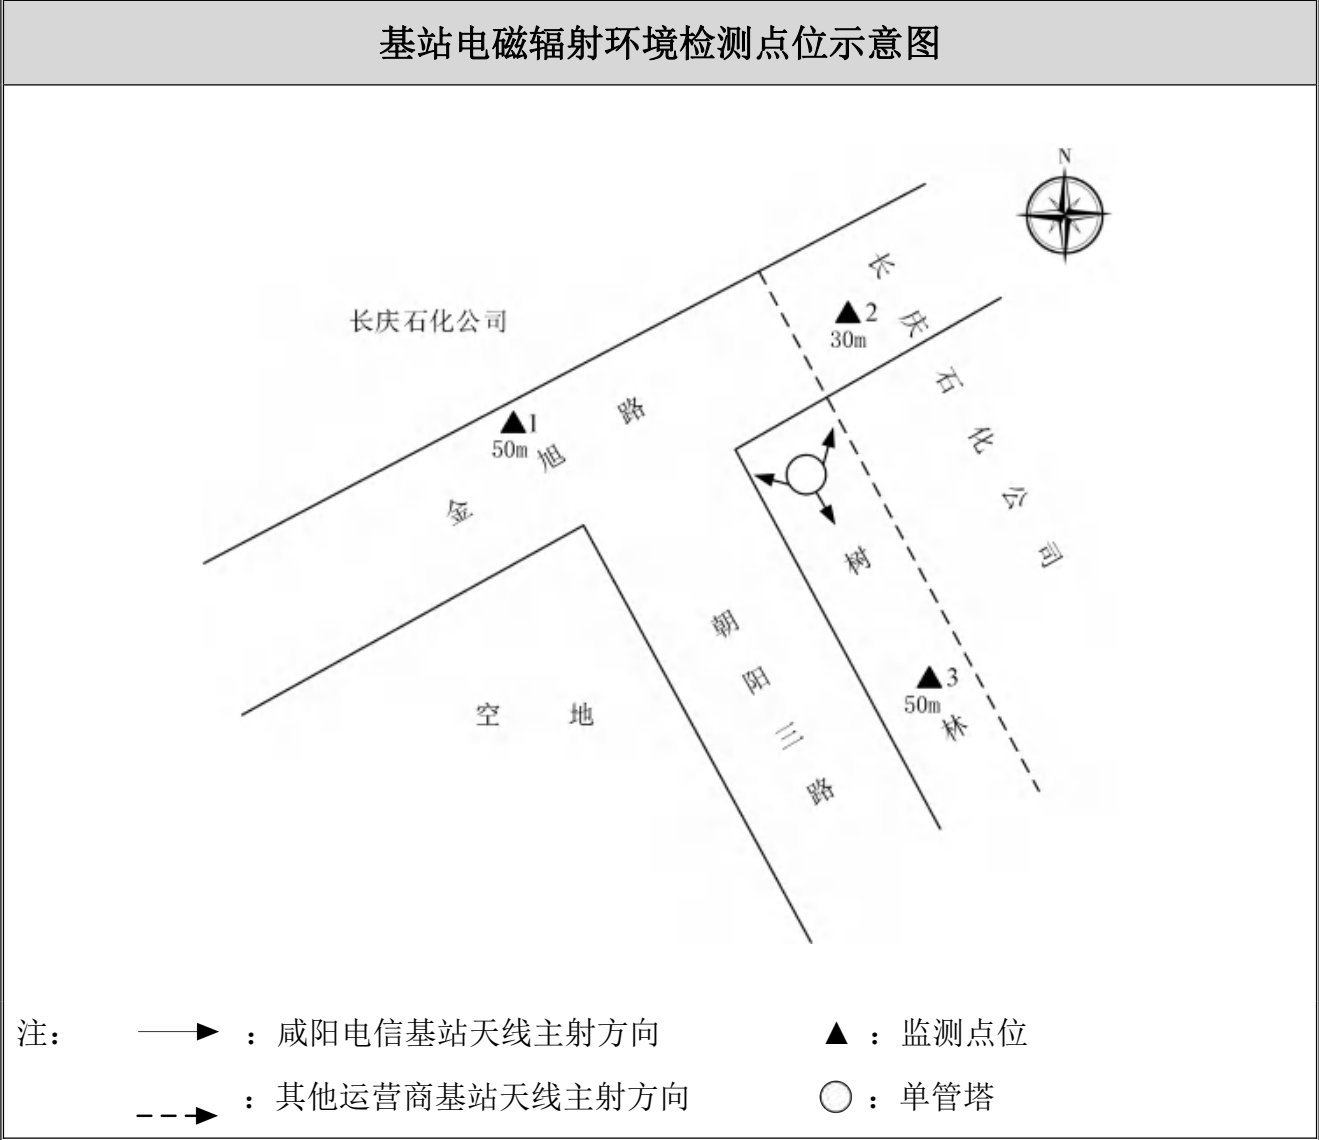 基站电磁辐射环境检测点位示意图
N
长庆石化公司
长庆石化公司
▲2
30m
▲1
50m
金旭路
树林
▲3
50m
朝阳三路
空地
注：
：咸阳电信基站天线主射方向
▲：监测点位
：其他运营商基站天线主射方向
：单管塔